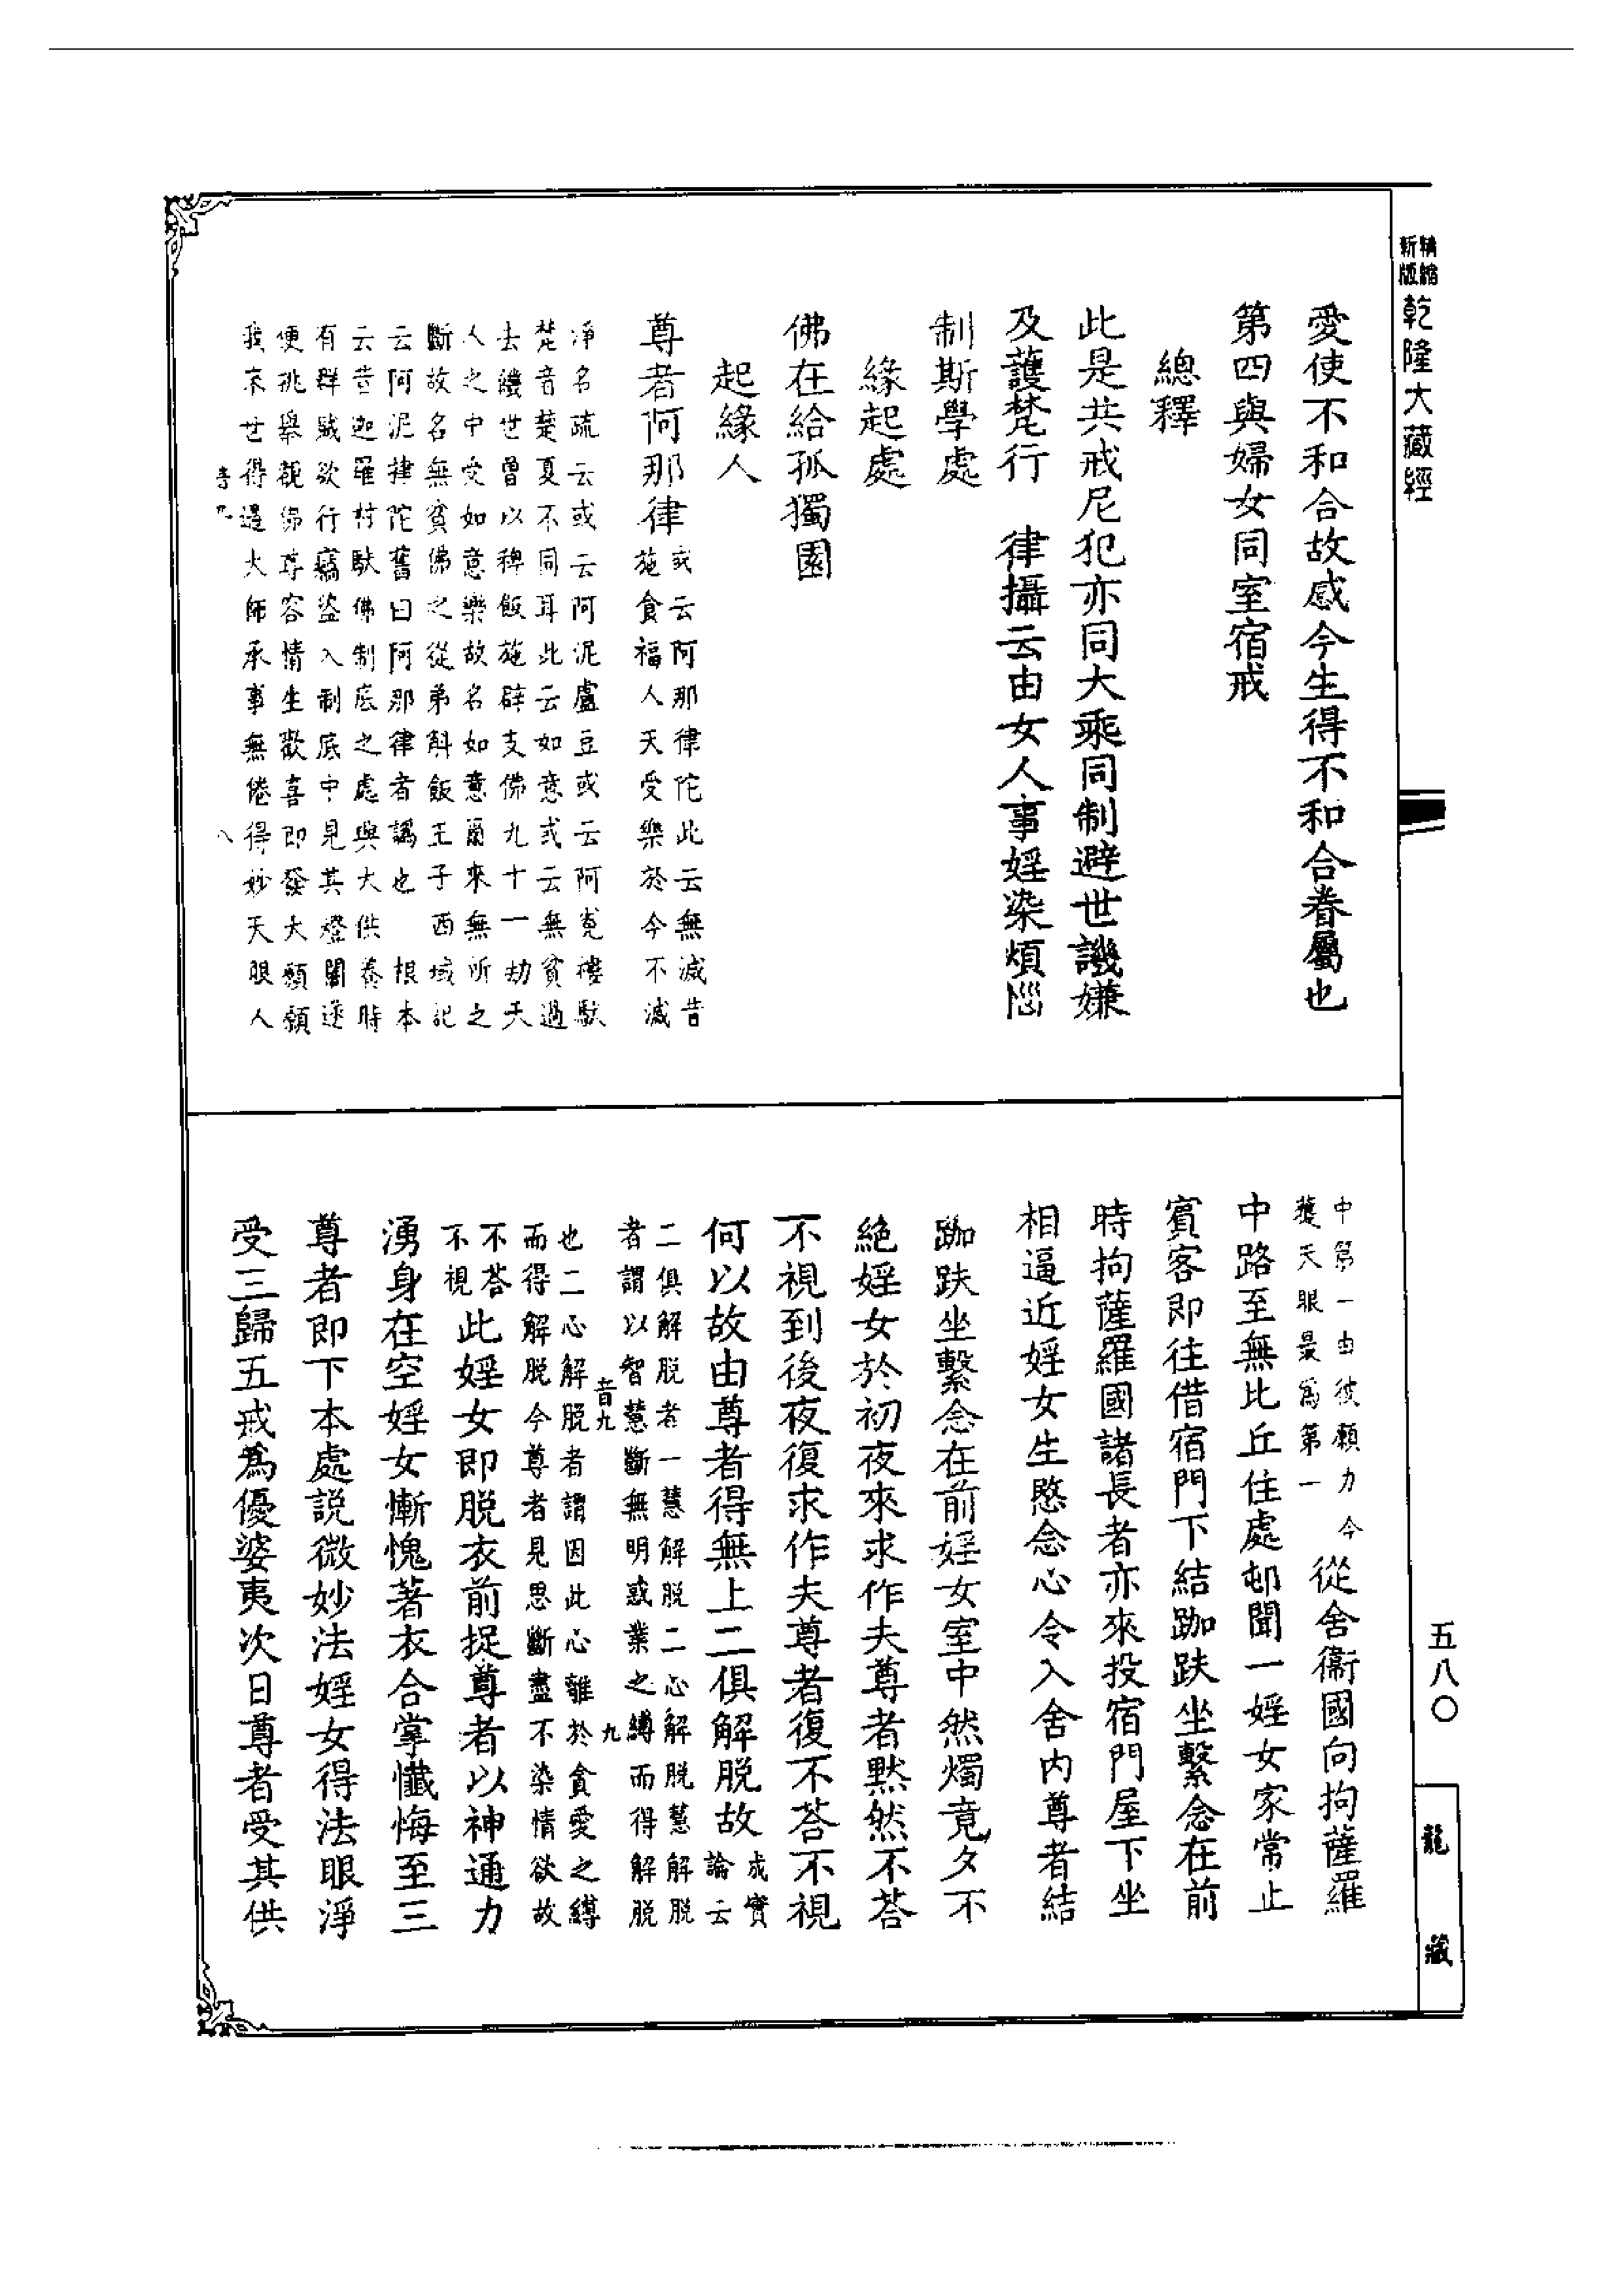 精縮
新版
乾隆大藏經
愛使不和合故感今生得不和合眷屬也
第四與婦女同室宿戒
總釋
此是共戒尼犯亦同大乘同制避世譏嫌
及護梵行 律攝云由女人事婬染煩惱
制斯學處
緣起處
佛在給孤獨園
起緣人
尊者阿那律
或云阿那律陀此云無滅昔
施食福人天受樂於今不滅
淨名疏云或云阿泥盧豆或云阿㝹樓馱
梵音楚夏不同耳此云如意或云無貧過
去饑世曾以稗飯施辟支佛九十一劫天
人之中受如意樂故名如意爾來無所之
斷故名無貧佛之從弟斛飯王子 西域記
云阿泥𢫷陀舊曰阿那律者譌也 根本
云昔迦羅村馱佛制底之處與大供養時
有群賊欲行竊盜入制底中見其燈闇遂
便挑舉觀佛尊容情生歡喜即發大願願
我來世得遇大師承事無倦得妙天眼人
音九
八
中第一由彼願力今
獲天眼最為第一
從舍衞國向拘薩羅
中路至無比丘住處邨聞一婬女家常止
賓客即往借宿門下結跏趺坐繫念在前
時拘薩羅國諸長者亦來投宿門屋下坐
相逼近婬女生愍念心令入舍內尊者結
跏趺坐繫念在前婬女室中然燭竟夕不
絕婬女於初夜來求作夫尊者默然不荅
不視到後夜復求作夫尊者復不荅不視
何以故由尊者得無上二俱解脫故
成實
論云
二俱解脫者一慧解脫二心解脫慧解脫
者謂以智慧斷無明惑業之縛而得解脫
音九
九
也二心解脫者謂因此心離於貪愛之縛
而得解脫今尊者見思斷盡不染情欲故
不荅
不視
此婬女即脫衣前捉尊者以神通力
湧身在空婬女慚愧著衣合掌懺悔至三
尊者即下本處說微妙法婬女得法眼淨
受三歸五戒為優婆夷次日尊者受其供
五八〇
龍藏